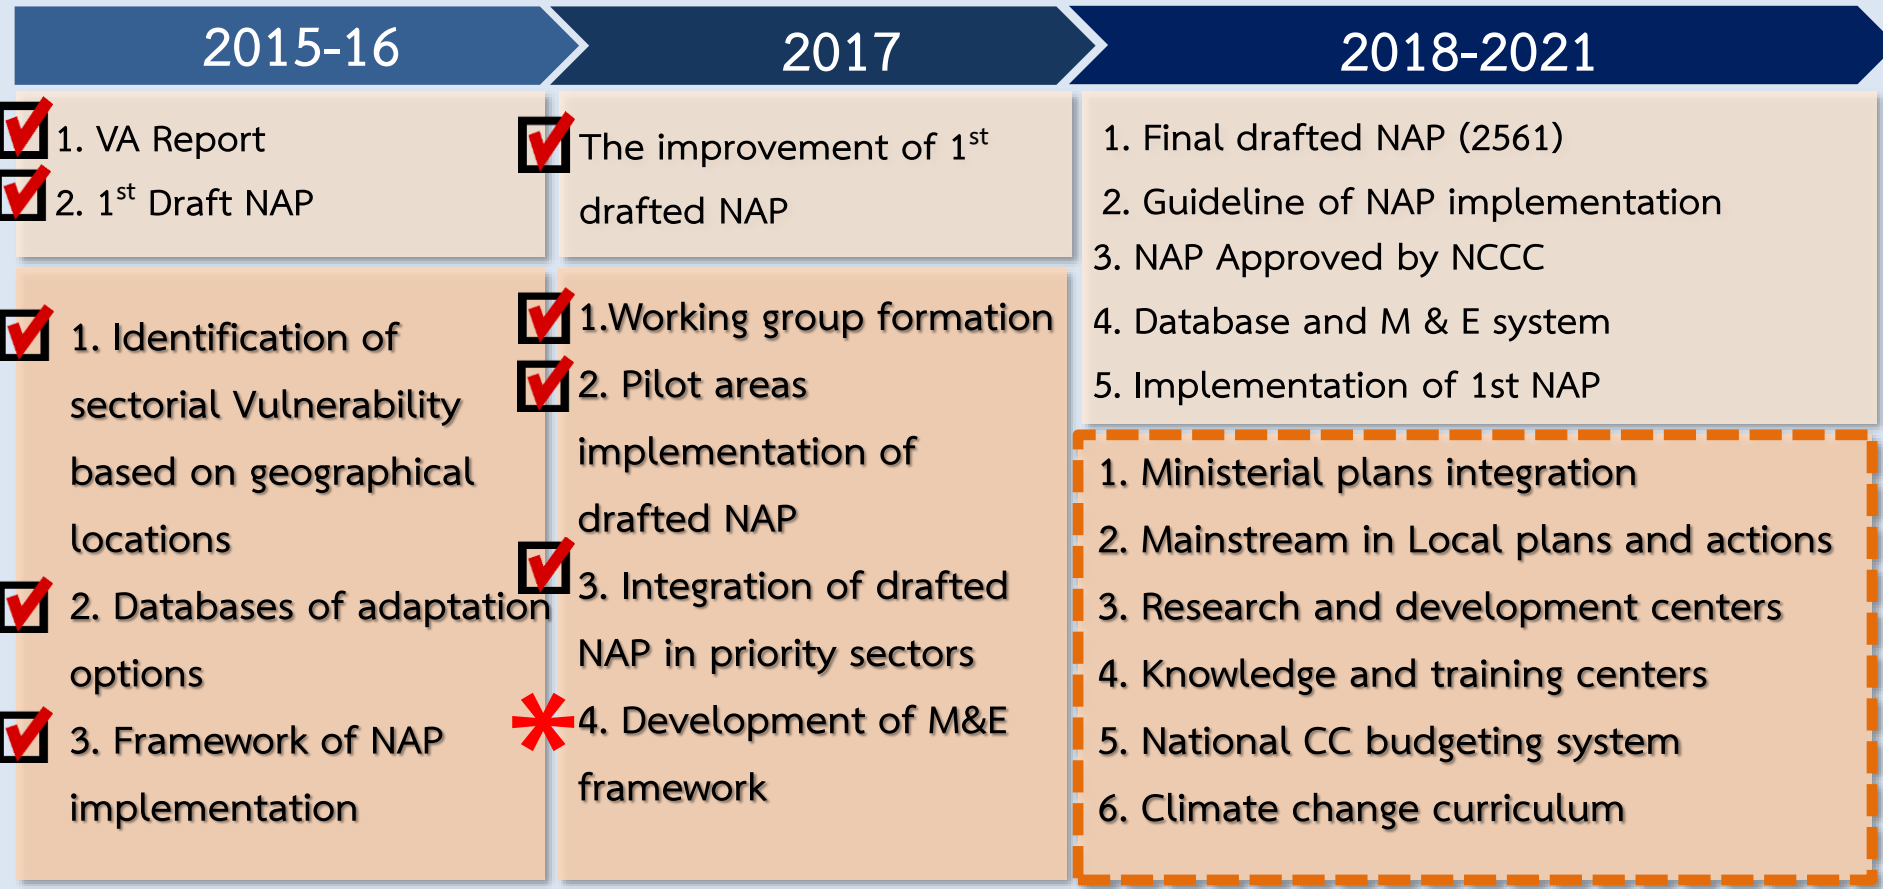 2015-16
1. VA Report
2. 1st Draft NAP
1. Identification of
sectorial Vulnerability
based on geographical
locations
2. Databases of adaptation
options
3. Framework of NAP
implementation
2017
The improvement of 1st
drafted NAP
1.Working group formation
2. Pilot areas
implementation of
drafted NAP
3. Integration of drafted
NAP in priority sectors
4. Development of M&E
framework
2018-2021
1. Final drafted NAP (2561)
2. Guideline of NAP implementation
3. NAP Approved by NCCC
4. Database and M & E system
5. Implementation of 1st NAP
1. Ministerial plans integration
2. Mainstream in Local plans and actions
3. Research and development centers
4. Knowledge and training centers
5. National CC budgeting system
6. Climate change curriculum